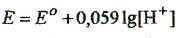 E = E° + 0,059 lg[H⁺]